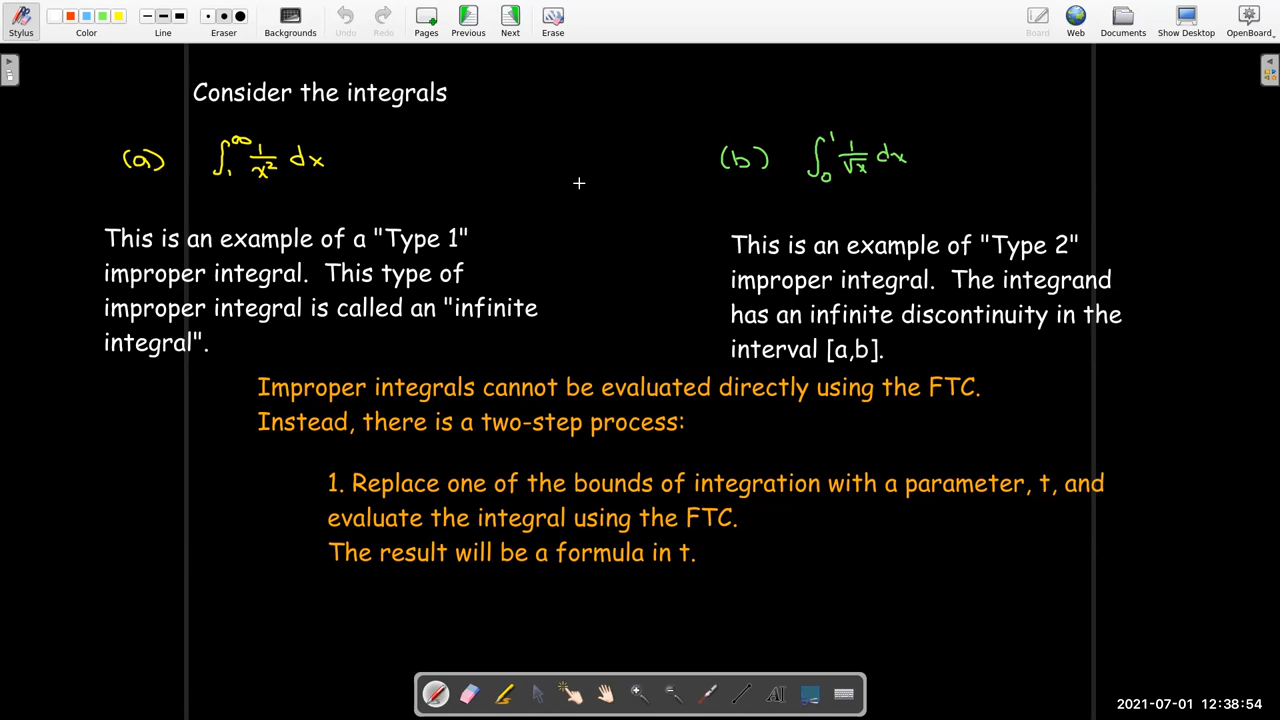 Stylus Color Line Eraser Backgrounds Undo Redo Pages Previous Next Erase Board Web Documents Show Desktop OpenBoard
Consider the integrals
(a) ∫₁^∞ 1/x² dx
(b) ∫₀¹ 1/√x dx
This is an example of a "Type 1"
improper integral. This type of
improper integral is called an "infinite
integral".
This is an example of "Type 2"
improper integral. The integrand
has an infinite discontinuity in the
interval [a,b].
Improper integrals cannot be evaluated directly using the FTC.
Instead, there is a two-step process:
1. Replace one of the bounds of integration with a parameter, t, and
evaluate the integral using the FTC.
The result will be a formula in t.
2021-07-01 12:38:54